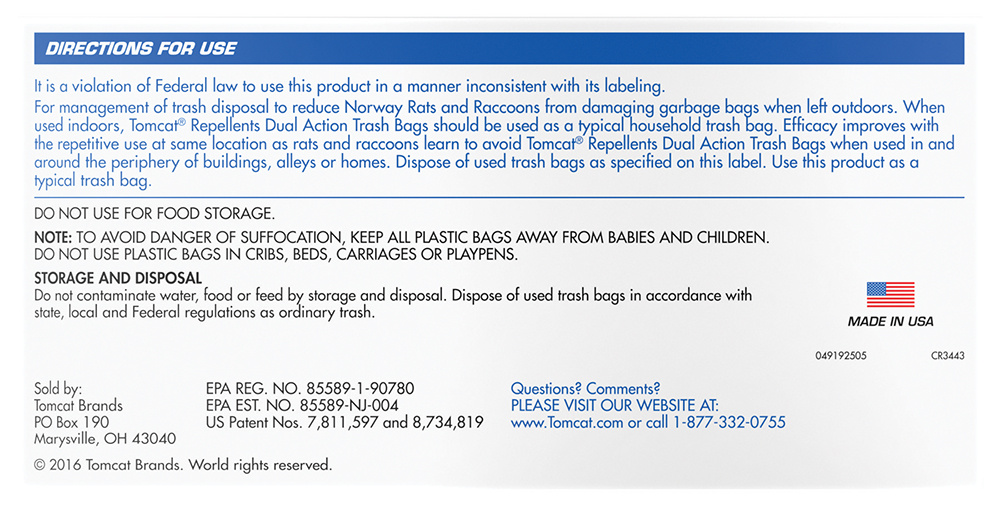 DIRECTIONS FOR USE
It is a violation of Federal law to use this product in a manner inconsistent with its labeling.
For management of trash disposal to reduce Norway Rats and Raccoons from damaging garbage bags when left outdoors. When
used indoors, Tomcat® Repellents Dual Action Trash Bags should be used as a typical household trash bag. Efficacy improves with
the repetitive use at same location as rats and raccoons learn to avoid Tomcat® Repellents Dual Action Trash Bags when used in and
around the periphery of buildings, alleys or homes. Dispose of used trash bags as specified on this label. Use this product as a
typical trash bag.
DO NOT USE FOR FOOD STORAGE.
NOTE: TO AVOID DANGER OF SUFFOCATION, KEEP ALL PLASTIC BAGS AWAY FROM BABIES AND CHILDREN.
DO NOT USE PLASTIC BAGS IN CRIBS, BEDS, CARRIAGES OR PLAYPENS.
STORAGE AND DISPOSAL
Do not contaminate water, food or feed by storage and disposal. Dispose of used trash bags in accordance with
state, local and Federal regulations as ordinary trash.
MADE IN USA
049192505 CR3443
Sold by:
Tomcat Brands
PO Box 190
Marysville, OH 43040
EPA REG. NO. 85589-1-90780
EPA EST. NO. 85589-NJ-004
US Patent Nos. 7,811,597 and 8,734,819
Questions? Comments?
PLEASE VISIT OUR WEBSITE AT:
www.Tomcat.com or call 1-877-332-0755
© 2016 Tomcat Brands. World rights reserved.